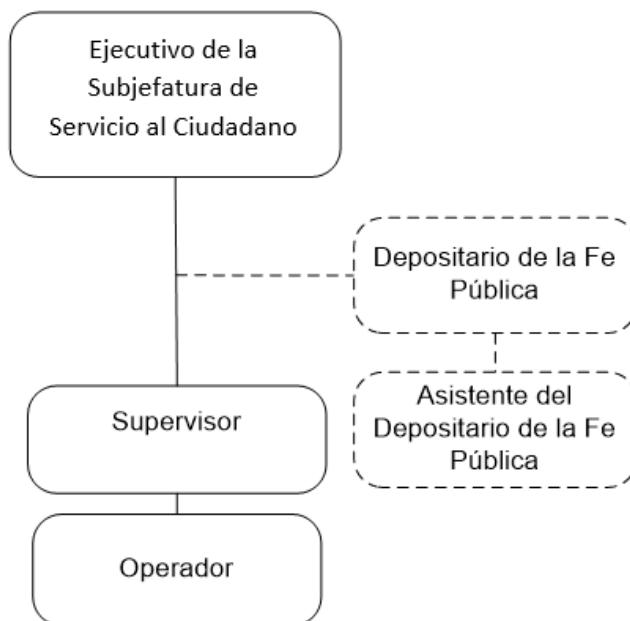 Ejecutivo de la
Subjefatura de
Servicio al Ciudadano
Depositario de la Fe
Pública
Asistente del
Depositario de la Fe
Pública
Supervisor
Operador